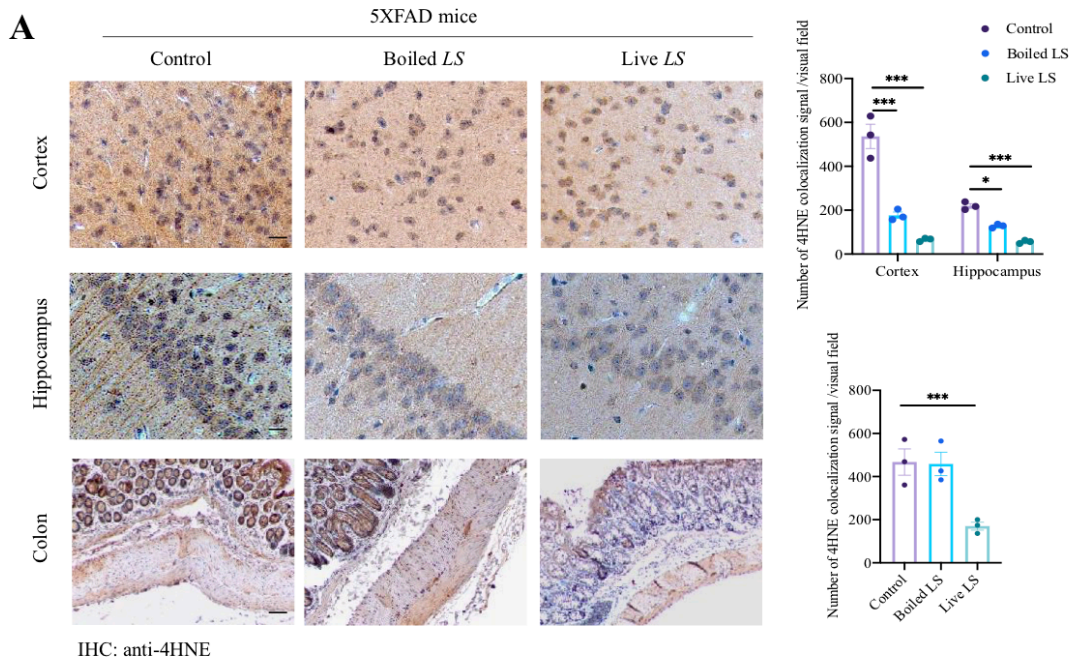 A
5XFAD mice
Control
Boiled LS
Live LS
Cortex
Hippocampus
Colon
IHC: anti-4HNE
Control
Boiled LS
Live LS
Number of 4HNE colocalization signal /visual field
800
600
400
200
0
***
***
***
*
Cortex
Hippocampus
Number of 4HNE colocalization signal /visual field
800
600
400
200
0
***
Control
Boiled LS
Live LS